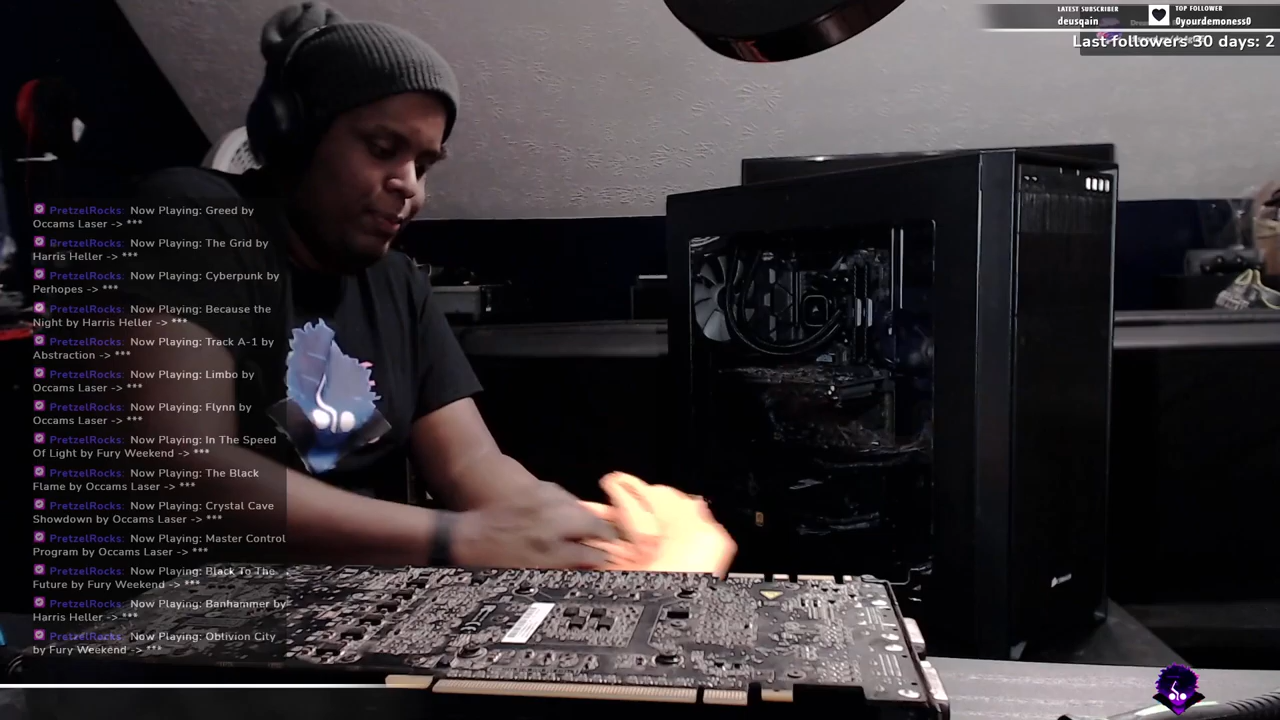 LATEST SUBSCRIBER
deusqain
TOP FOLLOWER
0yourdemoness0
Last followers 30 days: 2
PretzelRocks: Now Playing: Greed by
Occams Laser -> ***
PretzelRocks: Now Playing: The Grid by
Harris Heller -> ***
PretzelRocks: Now Playing: Cyberpunk by
Perhopes -> ***
PretzelRocks: Now Playing: Because the
Night by Harris Heller -> ***
PretzelRocks: Now Playing: Track A-1 by
Abstraction -> ***
PretzelRocks: Now Playing: Limbo by
Occams Laser -> ***
PretzelRocks: Now Playing: Flynn by
Occams Laser -> ***
PretzelRocks: Now Playing: In The Speed
Of Light by Fury Weekend -> ***
PretzelRocks: Now Playing: The Black
Flame by Occams Laser -> ***
PretzelRocks: Now Playing: Crystal Cave
Showdown by Occams Laser -> ***
PretzelRocks: Now Playing: Master Control
Program by Occams Laser -> ***
PretzelRocks: Now Playing: Black To The
Future by Fury Weekend -> ***
PretzelRocks: Now Playing: Banhammer by
Harris Heller -> ***
PretzelRocks: Now Playing: Oblivion City
by Fury Weekend -> ***